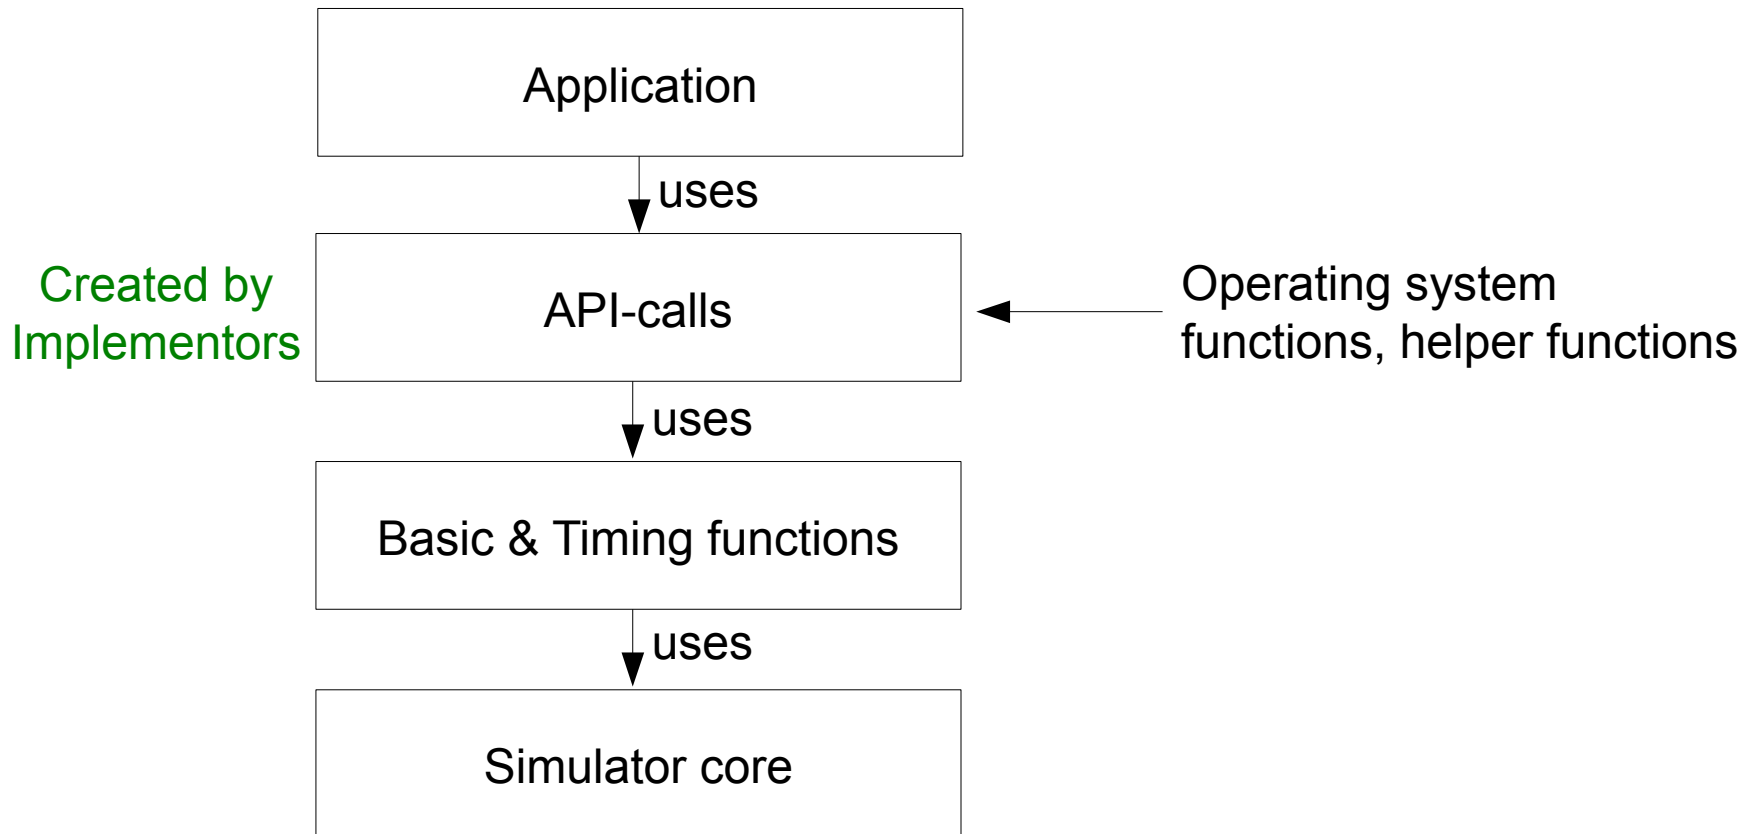 Application
uses
Created by
Implementors
API-calls
Operating system
functions, helper functions
uses
Basic & Timing functions
uses
Simulator core